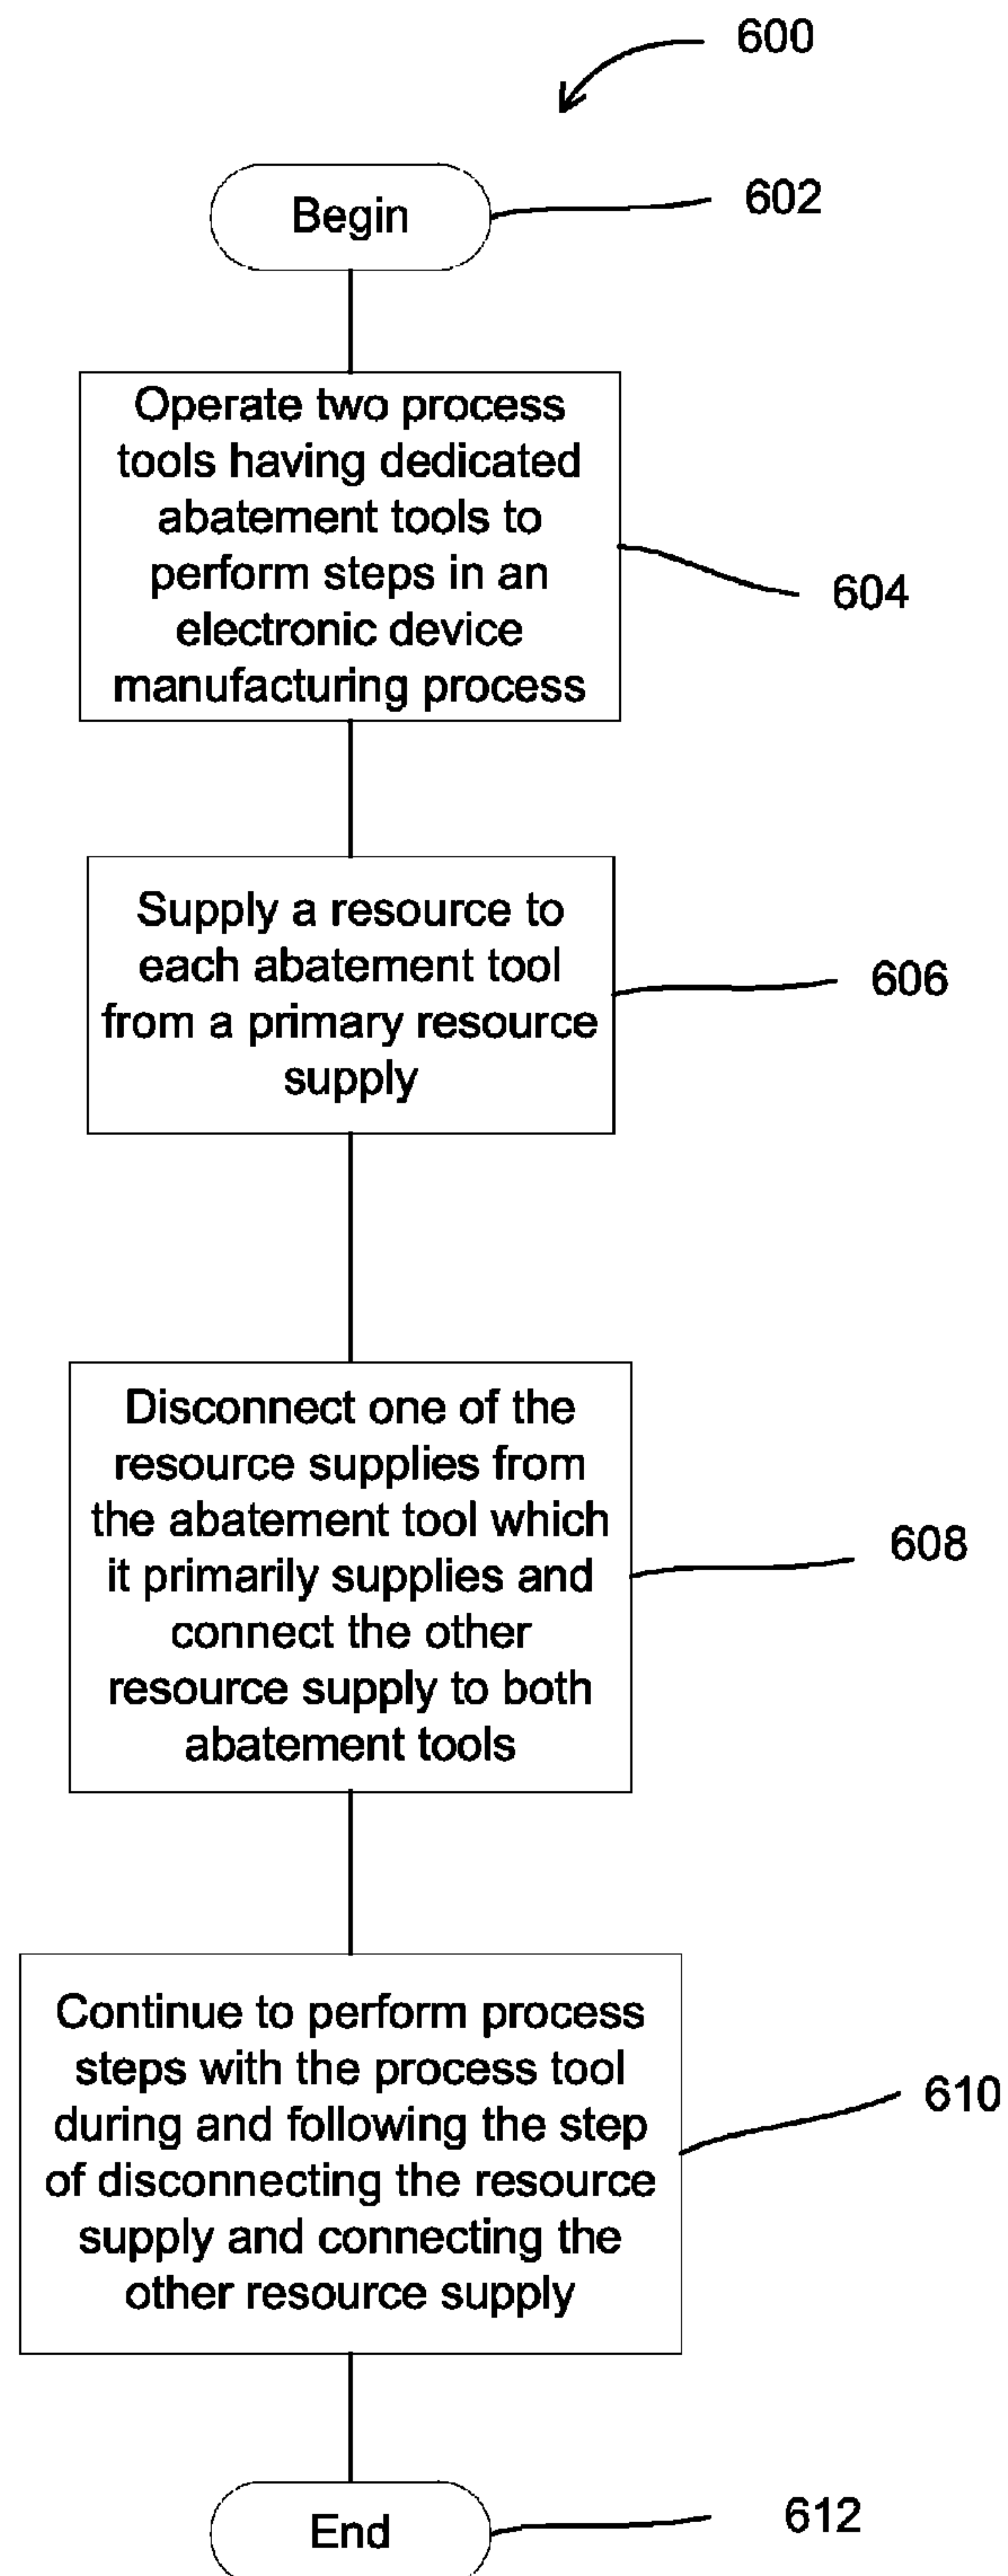 600
Begin
602
Operate two process
tools having dedicated
abatement tools to
perform steps in an
electronic device
manufacturing process
604
Supply a resource to
each abatement tool
from a primary resource
supply
606
Disconnect one of the
resource supplies from
the abatement tool which
it primarily supplies and
connect the other
resource supply to both
abatement tools
608
Continue to perform process
steps with the process tool
during and following the step
of disconnecting the resource
supply and connecting the
other resource supply
610
End
612